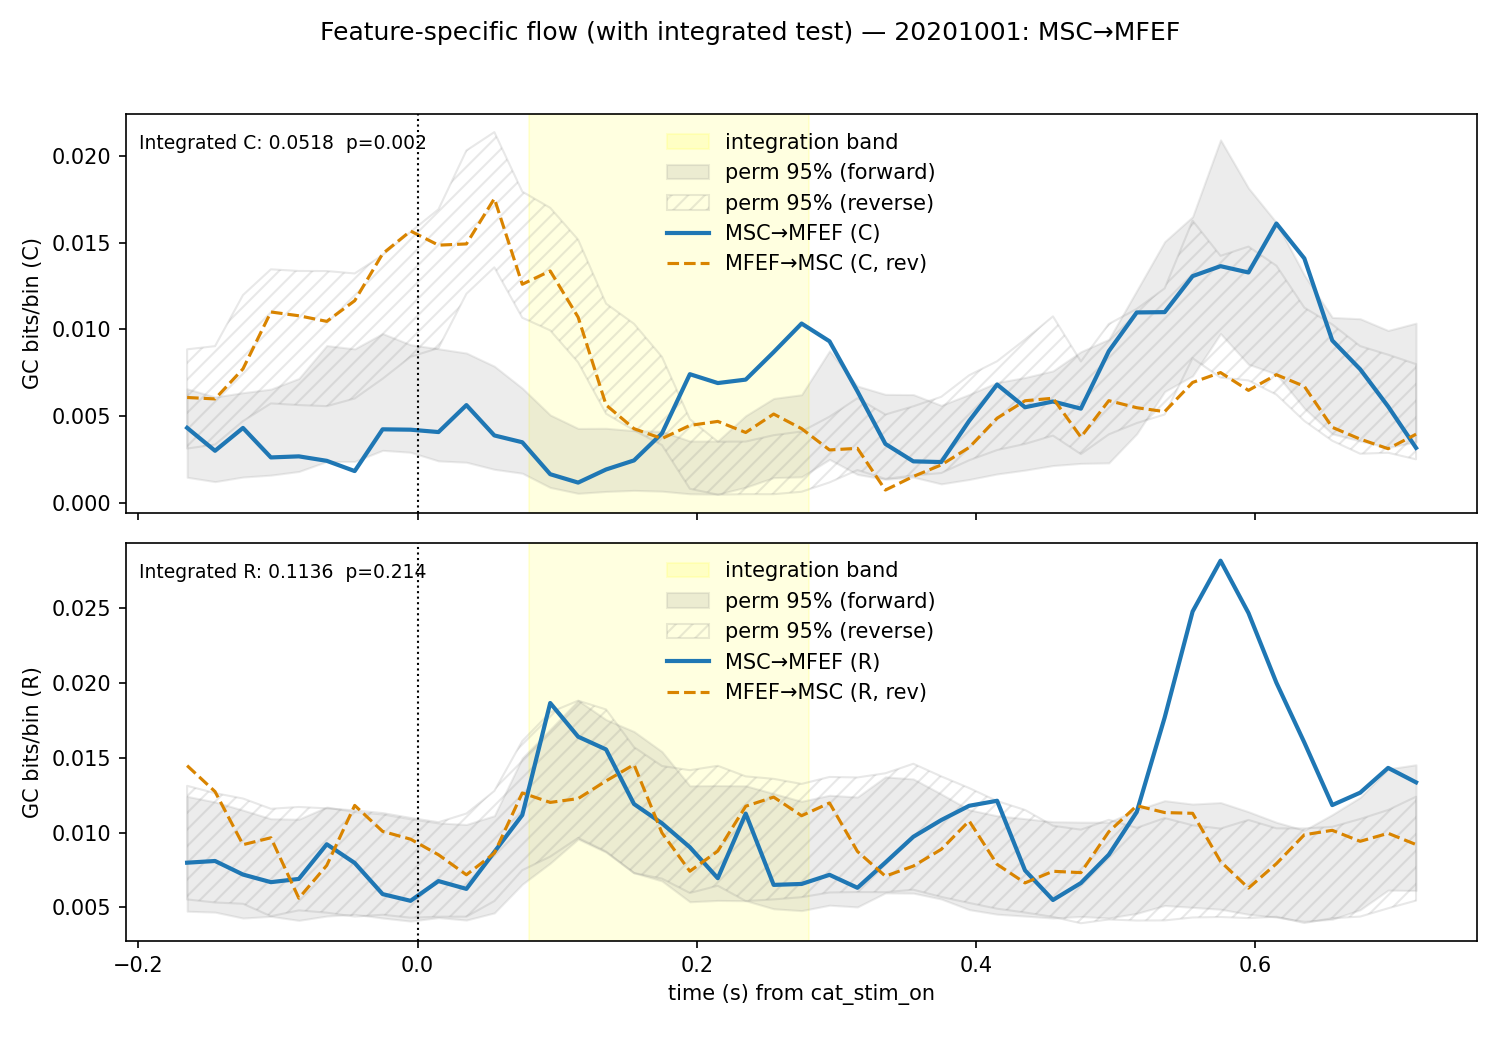 Feature-specific flow (with integrated test) — 20201001: MSC→MFEF
Integrated C: 0.0518  p=0.002
integration band
perm 95% (forward)
perm 95% (reverse)
MSC→MFEF (C)
MFEF→MSC (C, rev)
GC bits/bin (C)
0.020
0.015
0.010
0.005
0.000
Integrated R: 0.1136  p=0.214
integration band
perm 95% (forward)
perm 95% (reverse)
MSC→MFEF (R)
MFEF→MSC (R, rev)
GC bits/bin (R)
0.025
0.020
0.015
0.010
0.005
−0.2 0.0 0.2 0.4 0.6
time (s) from cat_stim_on